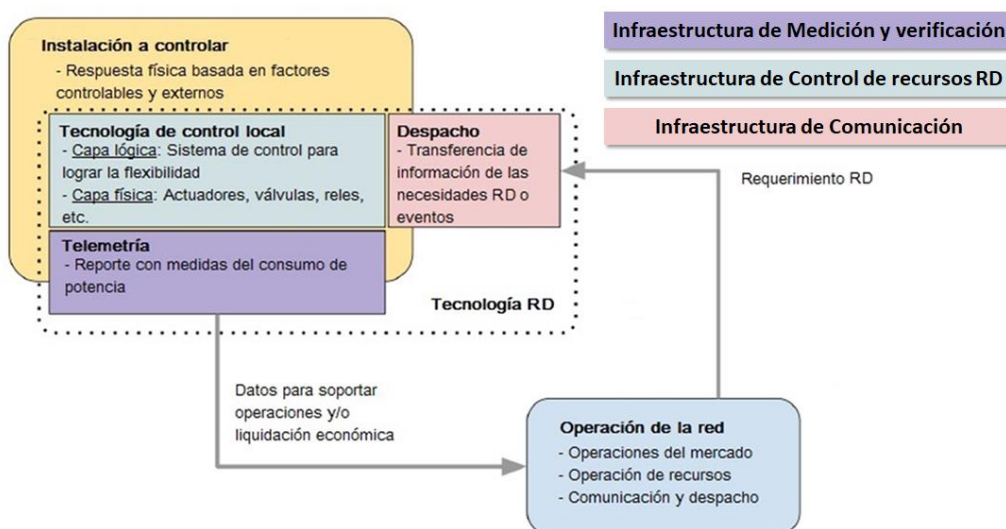 Instalación a controlar
- Respuesta física basada en factores
controlables y externos
Tecnología de control local
- Capa lógica: Sistema de control para
lograr la flexibilidad
- Capa física: Actuadores, válvulas, reles,
etc.
Despacho
- Transferencia de
información de las
necesidades RD o
eventos
Telemetría
- Reporte con medidas del consumo de
potencia
Tecnología RD
Infraestructura de Medición y verificación
Infraestructura de Control de recursos RD
Infraestructura de Comunicación
Requerimiento RD
Datos para soportar
operaciones y/o
liquidación económica
Operación de la red
- Operaciones del mercado
- Operación de recursos
- Comunicación y despacho